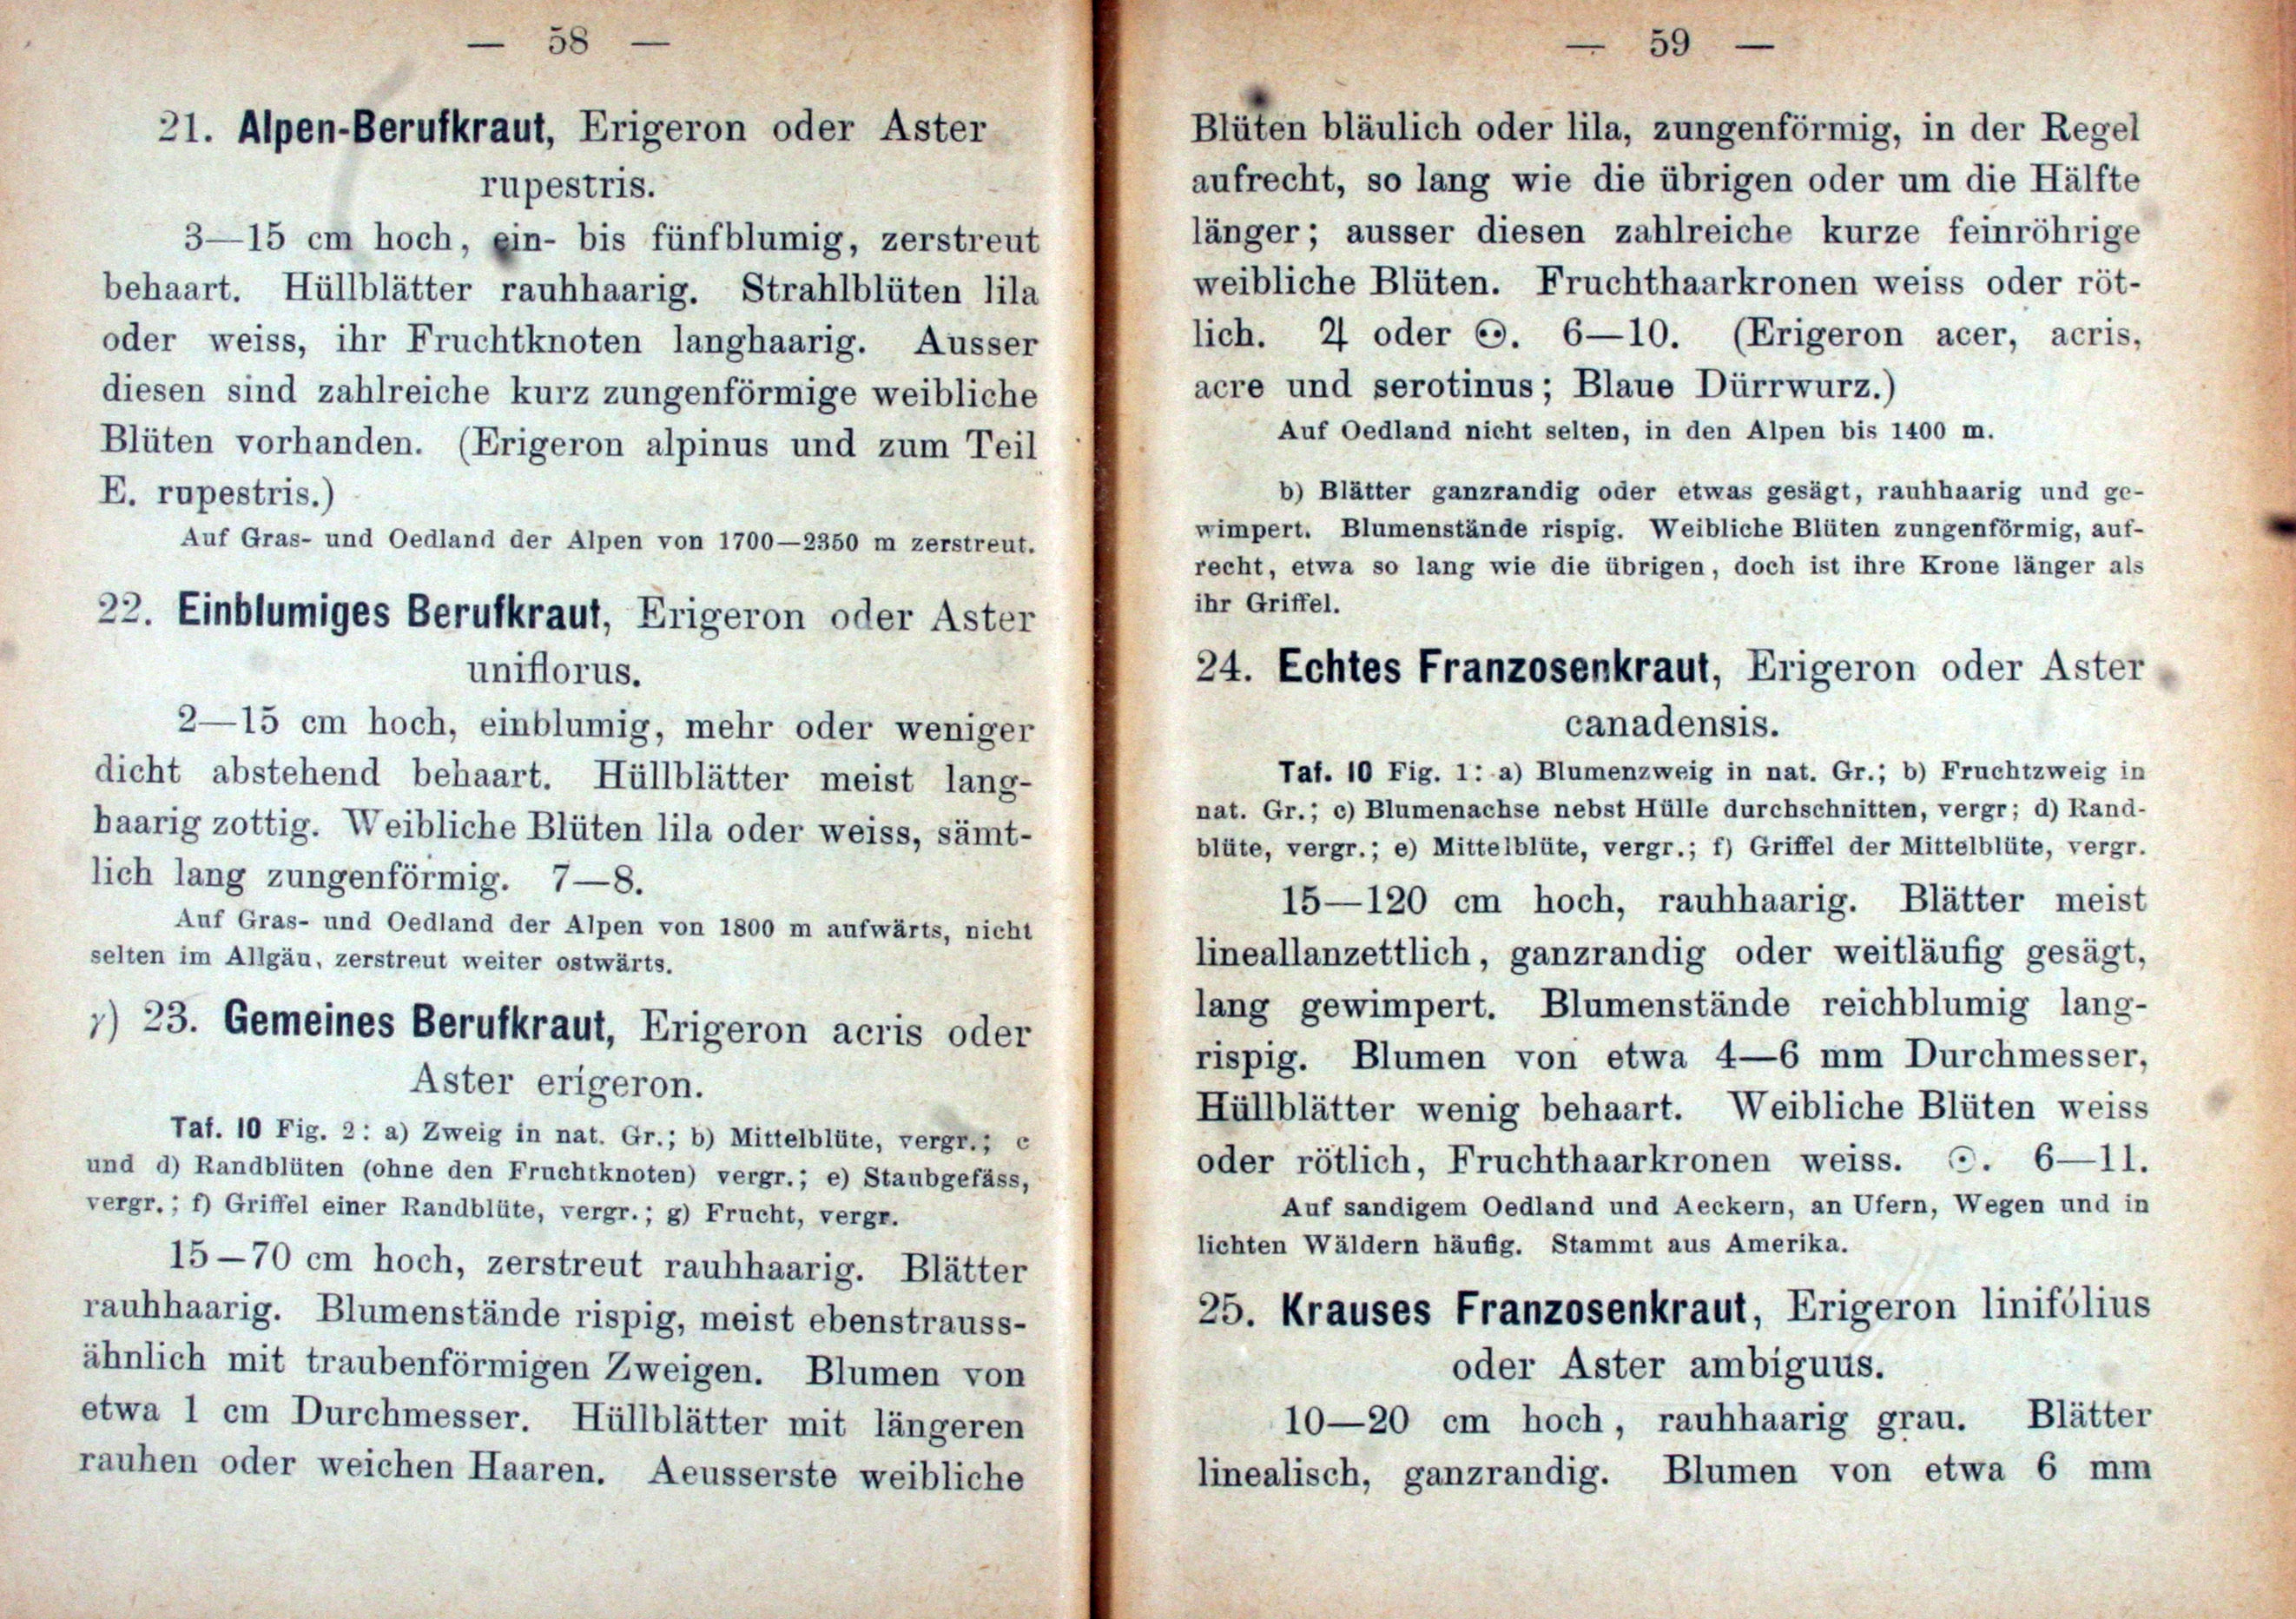 — 58 —
21. Alpen-Berufkraut, Erigeron oder Aster
rupestris.
3—15 cm hoch, ein- bis fünfblumig, zerstreut
behaart. Hüllblätter rauhhaarig. Strahlblüten lila
oder weiss, ihr Fruchtknoten langhaarig. Ausser
diesen sind zahlreiche kurz zungenförmige weibliche
Blüten vorhanden. (Erigeron alpinus und zum Teil
E. rupestris.)
Auf Gras- und Oedland der Alpen von 1700—2350 m zerstreut.
22. Einblumiges Berufkraut, Erigeron oder Aster
uniflorus.
2—15 cm hoch, einblumig, mehr oder weniger
dicht abstehend behaart. Hüllblätter meist lang-
haarig zottig. Weibliche Blüten lila oder weiss, sämt-
lich lang zungenförmig. 7—8.
Auf Gras- und Oedland der Alpen von 1800 m aufwärts, nicht
selten im Allgäu, zerstreut weiter ostwärts.
γ) 23. Gemeines Berufkraut, Erigeron acris oder
Aster erigeron.
Taf. 10 Fig. 2: a) Zweig in nat. Gr.; b) Mittelblüte, vergr.; c
und d) Randblüten (ohne den Fruchtknoten) vergr.; e) Staubgefäss,
vergr.; f) Griffel einer Randblüte, vergr.; g) Frucht, vergr.
15—70 cm hoch, zerstreut rauhhaarig. Blätter
rauhhaarig. Blumenstände rispig, meist ebenstrauss-
ähnlich mit traubenförmigen Zweigen. Blumen von
etwa 1 cm Durchmesser. Hüllblätter mit längeren
rauhen oder weichen Haaren. Aeusserste weibliche
— 59 —
Blüten bläulich oder lila, zungenförmig, in der Regel
aufrecht, so lang wie die übrigen oder um die Hälfte
länger; ausser diesen zahlreiche kurze feinröhrige
weibliche Blüten. Fruchthaarkronen weiss oder röt-
lich. ♃ oder ⚇. 6—10. (Erigeron acer, acris,
acre und serotinus; Blaue Dürrwurz.)
Auf Oedland nicht selten, in den Alpen bis 1400 m.
b) Blätter ganzrandig oder etwas gesägt, rauhhaarig und ge-
wimpert. Blumenstände rispig. Weibliche Blüten zungenförmig, auf-
recht, etwa so lang wie die übrigen, doch ist ihre Krone länger als
ihr Griffel.
24. Echtes Franzosenkraut, Erigeron oder Aster
canadensis.
Taf. 10 Fig. 1: a) Blumenzweig in nat. Gr.; b) Fruchtzweig in
nat. Gr.; c) Blumenachse nebst Hülle durchschnitten, vergr; d) Rand-
blüte, vergr.; e) Mittelblüte, vergr.; f) Griffel der Mittelblüte, vergr.
15—120 cm hoch, rauhhaarig. Blätter meist
lineallanzettlich, ganzrandig oder weitläufig gesägt,
lang gewimpert. Blumenstände reichblumig lang-
rispig. Blumen von etwa 4—6 mm Durchmesser,
Hüllblätter wenig behaart. Weibliche Blüten weiss
oder rötlich, Fruchthaarkronen weiss. ⊙. 6—11.
Auf sandigem Oedland und Aeckern, an Ufern, Wegen und in
lichten Wäldern häufig. Stammt aus Amerika.
25. Krauses Franzosenkraut, Erigeron linifólius
oder Aster ambiguus.
10—20 cm hoch, rauhhaarig grau. Blätter
linealisch, ganzrandig. Blumen von etwa 6 mm